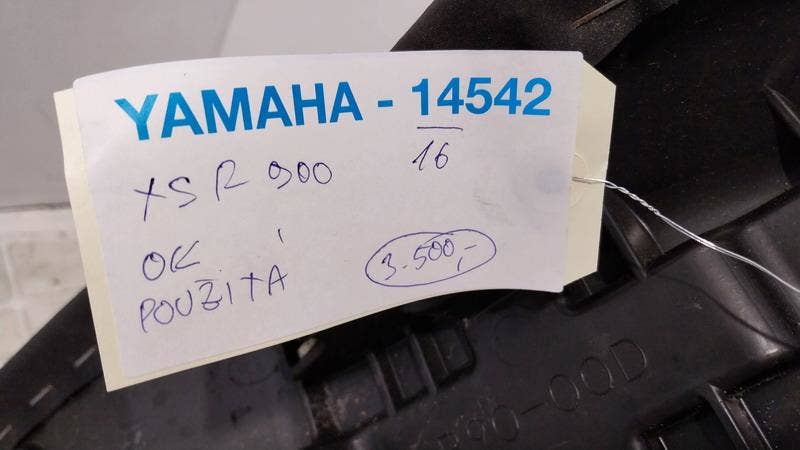 YAMAHA - 14542
XSR 900 16
OK 3.500,-
POUŽITÁ